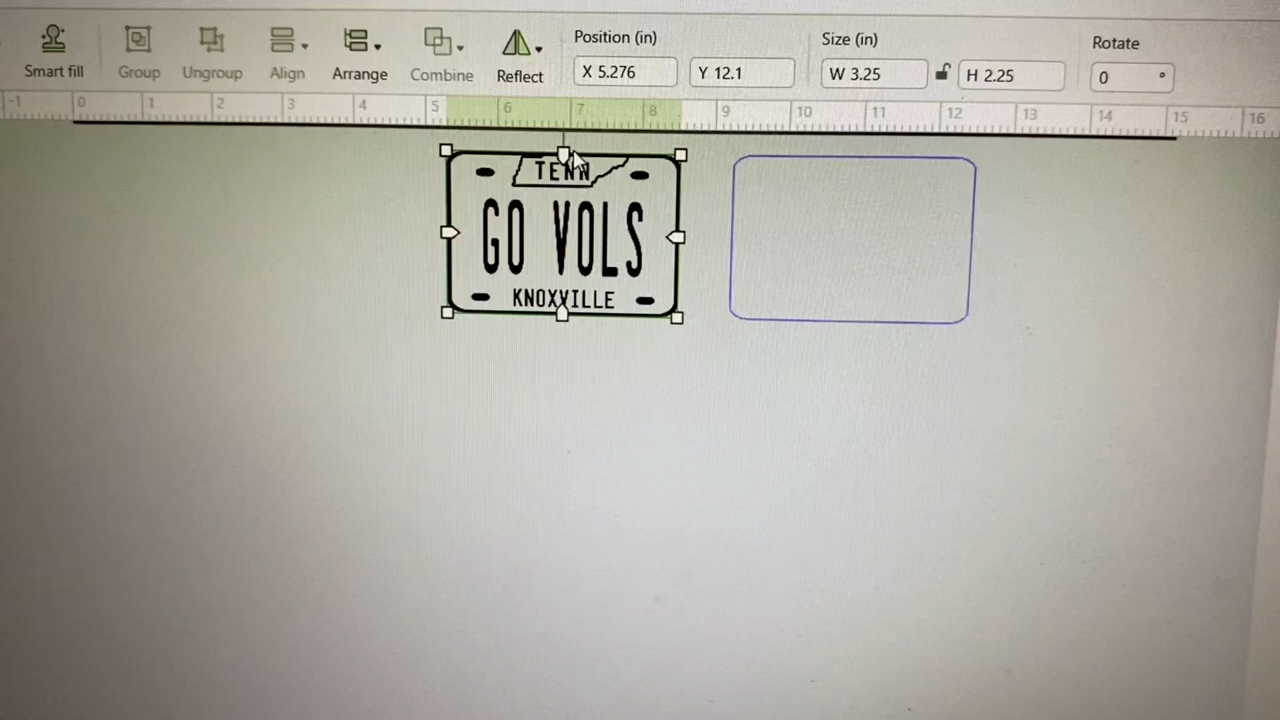 Smart fill
Group
Ungroup
Align
Arrange
Combine
Reflect
Position (in)
X 5.276
Y 12.1
Size (in)
W 3.25
H 2.25
Rotate
0 °
-1 0 1 2 3 4 5 6 7 8 9 10 11 12 13 14 15 16
TENN
GO VOLS
KNOXVILLE